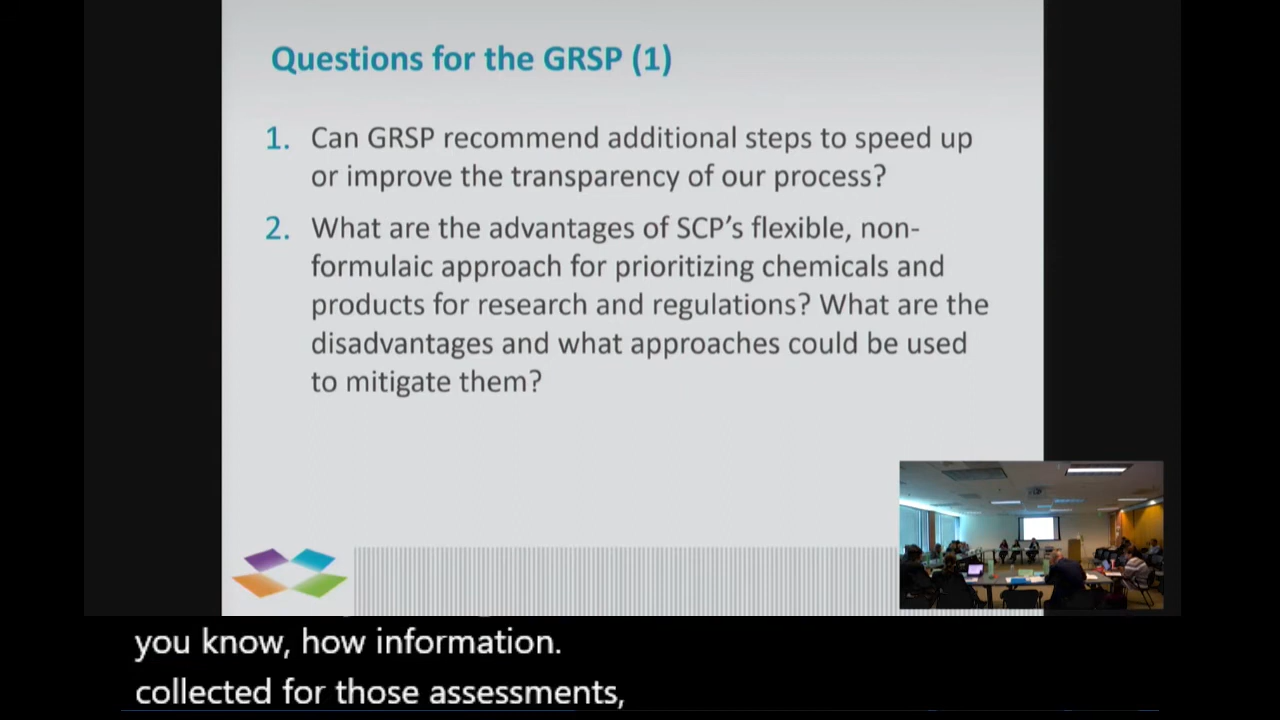 Questions for the GRSP (1)
1. Can GRSP recommend additional steps to speed up
or improve the transparency of our process?
2. What are the advantages of SCP's flexible, non-
formulaic approach for prioritizing chemicals and
products for research and regulations? What are the
disadvantages and what approaches could be used
to mitigate them?
you know, how information.
collected for those assessments,